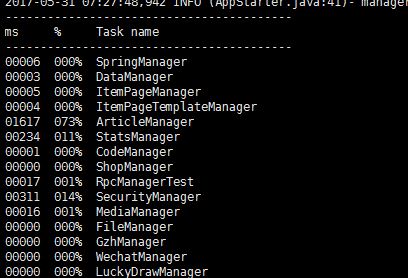 2017-05-31 07:27:48,942 INFO (AppStarter.java:41)- manager
-----------------------------------------
ms     %     Task name
-----------------------------------------
00006  000%  SpringManager
00003  000%  DataManager
00005  000%  ItemPageManager
00004  000%  ItemPageTemplateManager
01617  073%  ArticleManager
00234  011%  StatsManager
00001  000%  CodeManager
00000  000%  ShopManager
00017  001%  RpcManagerTest
00311  014%  SecurityManager
00016  001%  MediaManager
00000  000%  FileManager
00000  000%  GzhManager
00000  000%  WechatManager
00000  000%  LuckyDrawManager